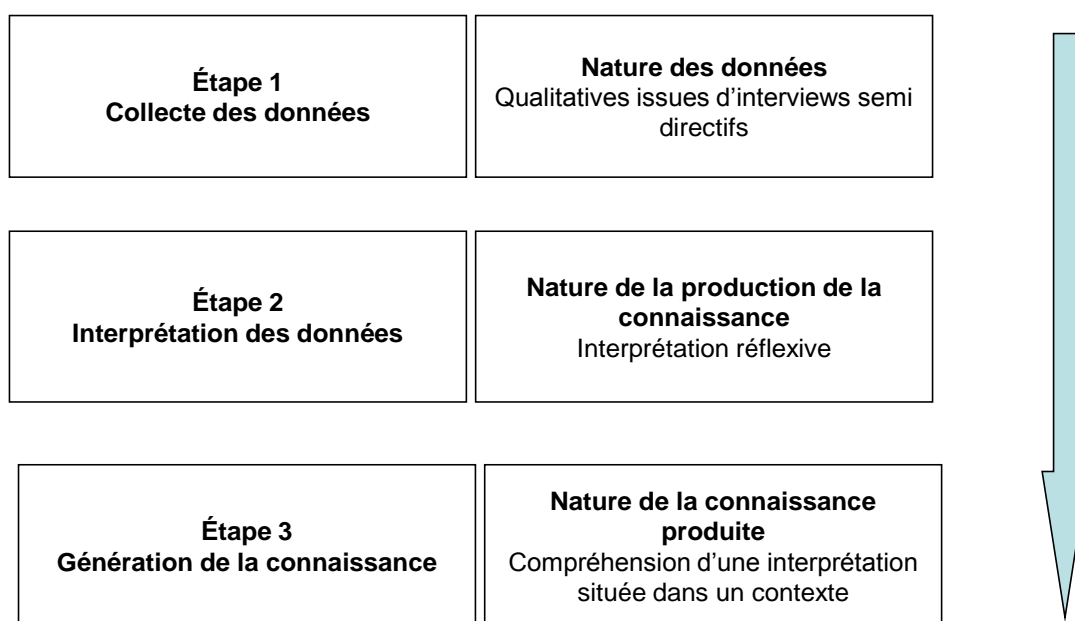 Étape 1
Collecte des données
Nature des données
Qualitatives issues d'interviews semi
directifs
Étape 2
Interprétation des données
Nature de la production de la
connaissance
Interprétation réflexive
Étape 3
Génération de la connaissance
Nature de la connaissance
produite
Compréhension d'une interprétation
située dans un contexte